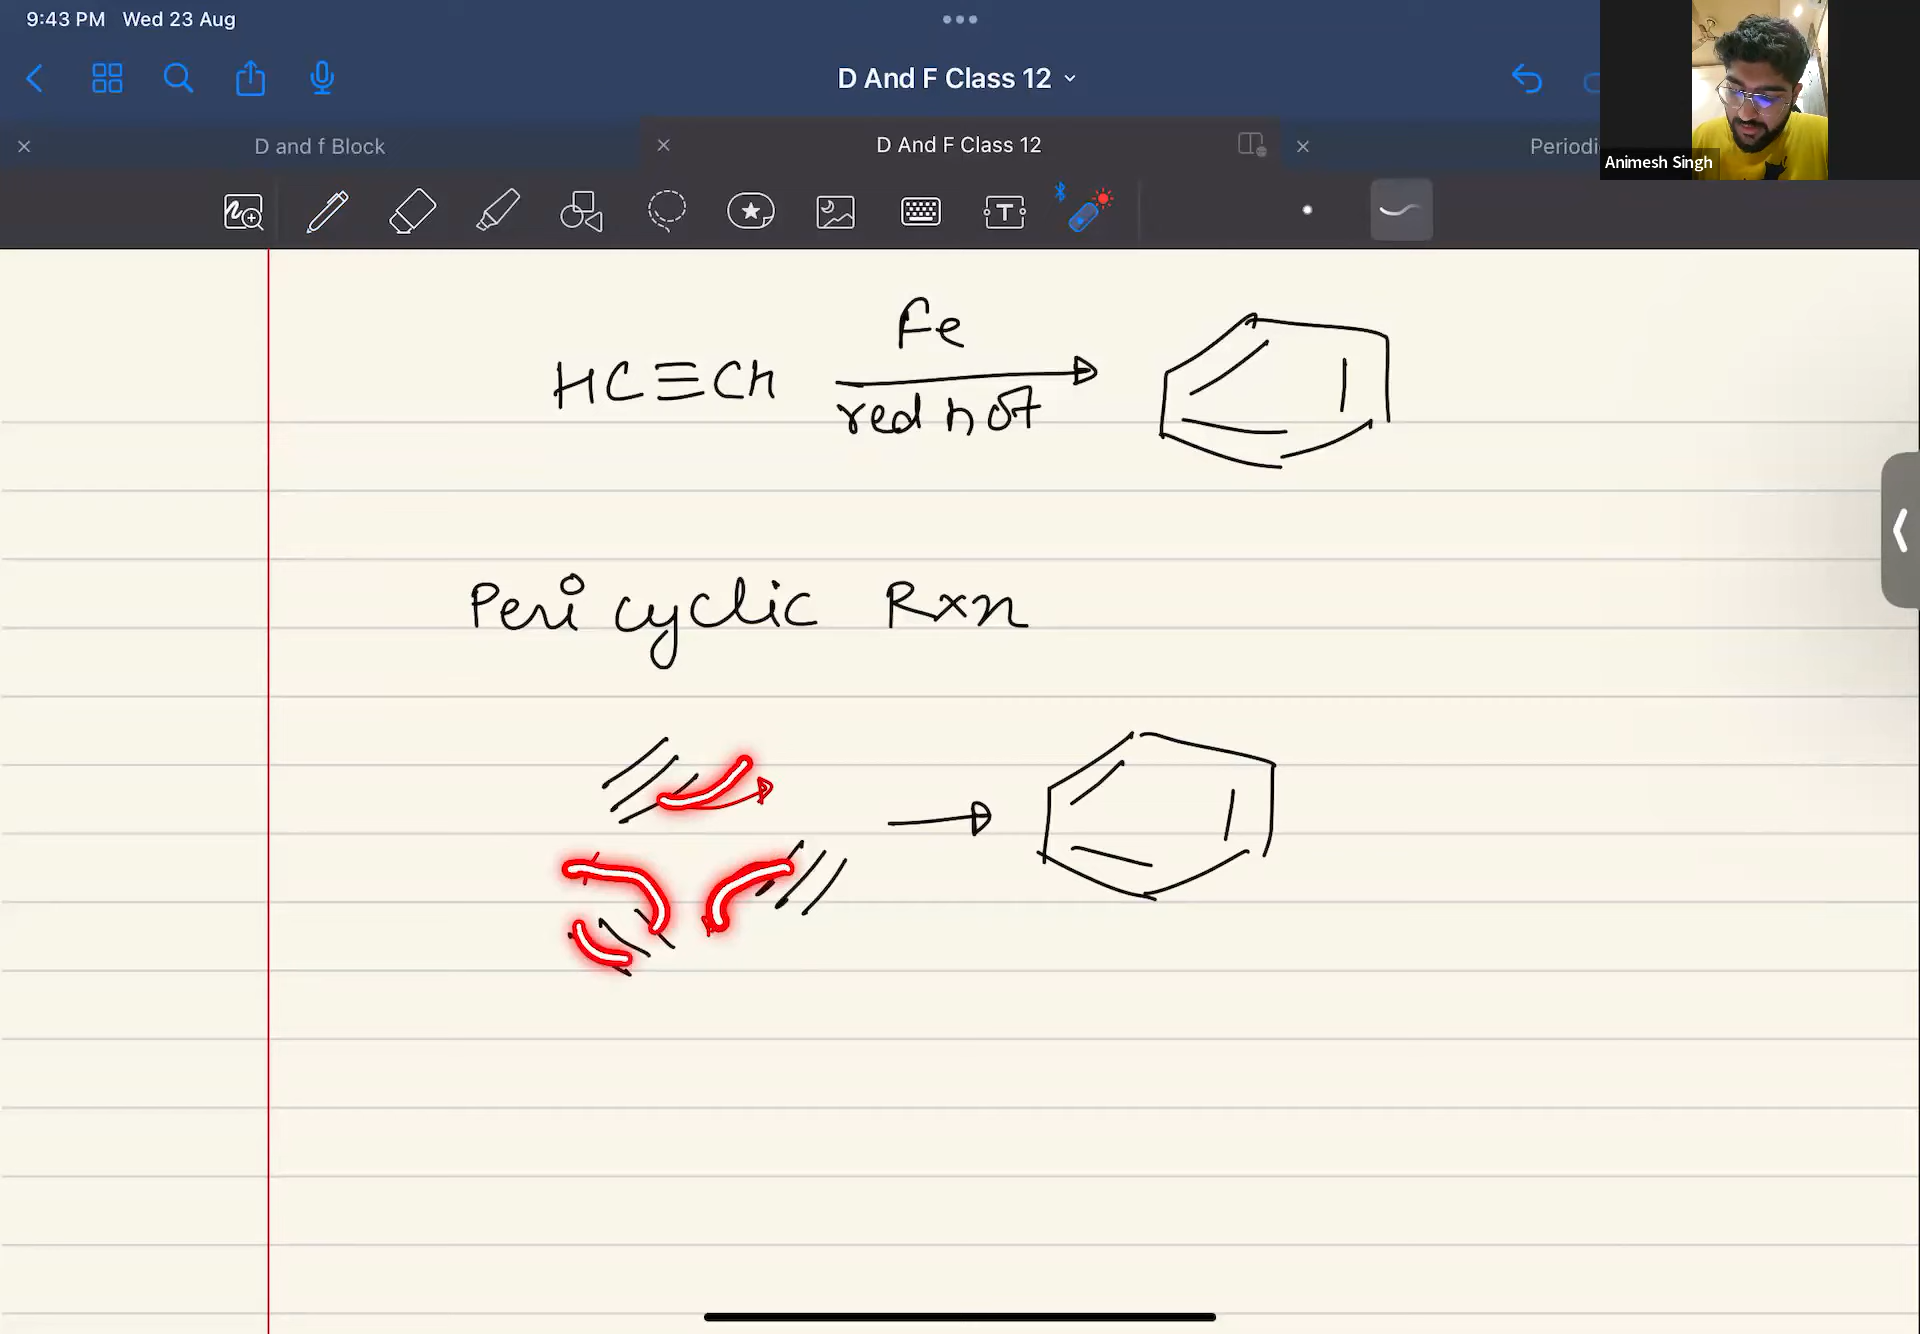 9:43 PM Wed 23 Aug
D And F Class 12
D and f Block
D And F Class 12
Periodi
Animesh Singh
T
Fe
HC≡Ch
red hot
Peri cyclic Rxn